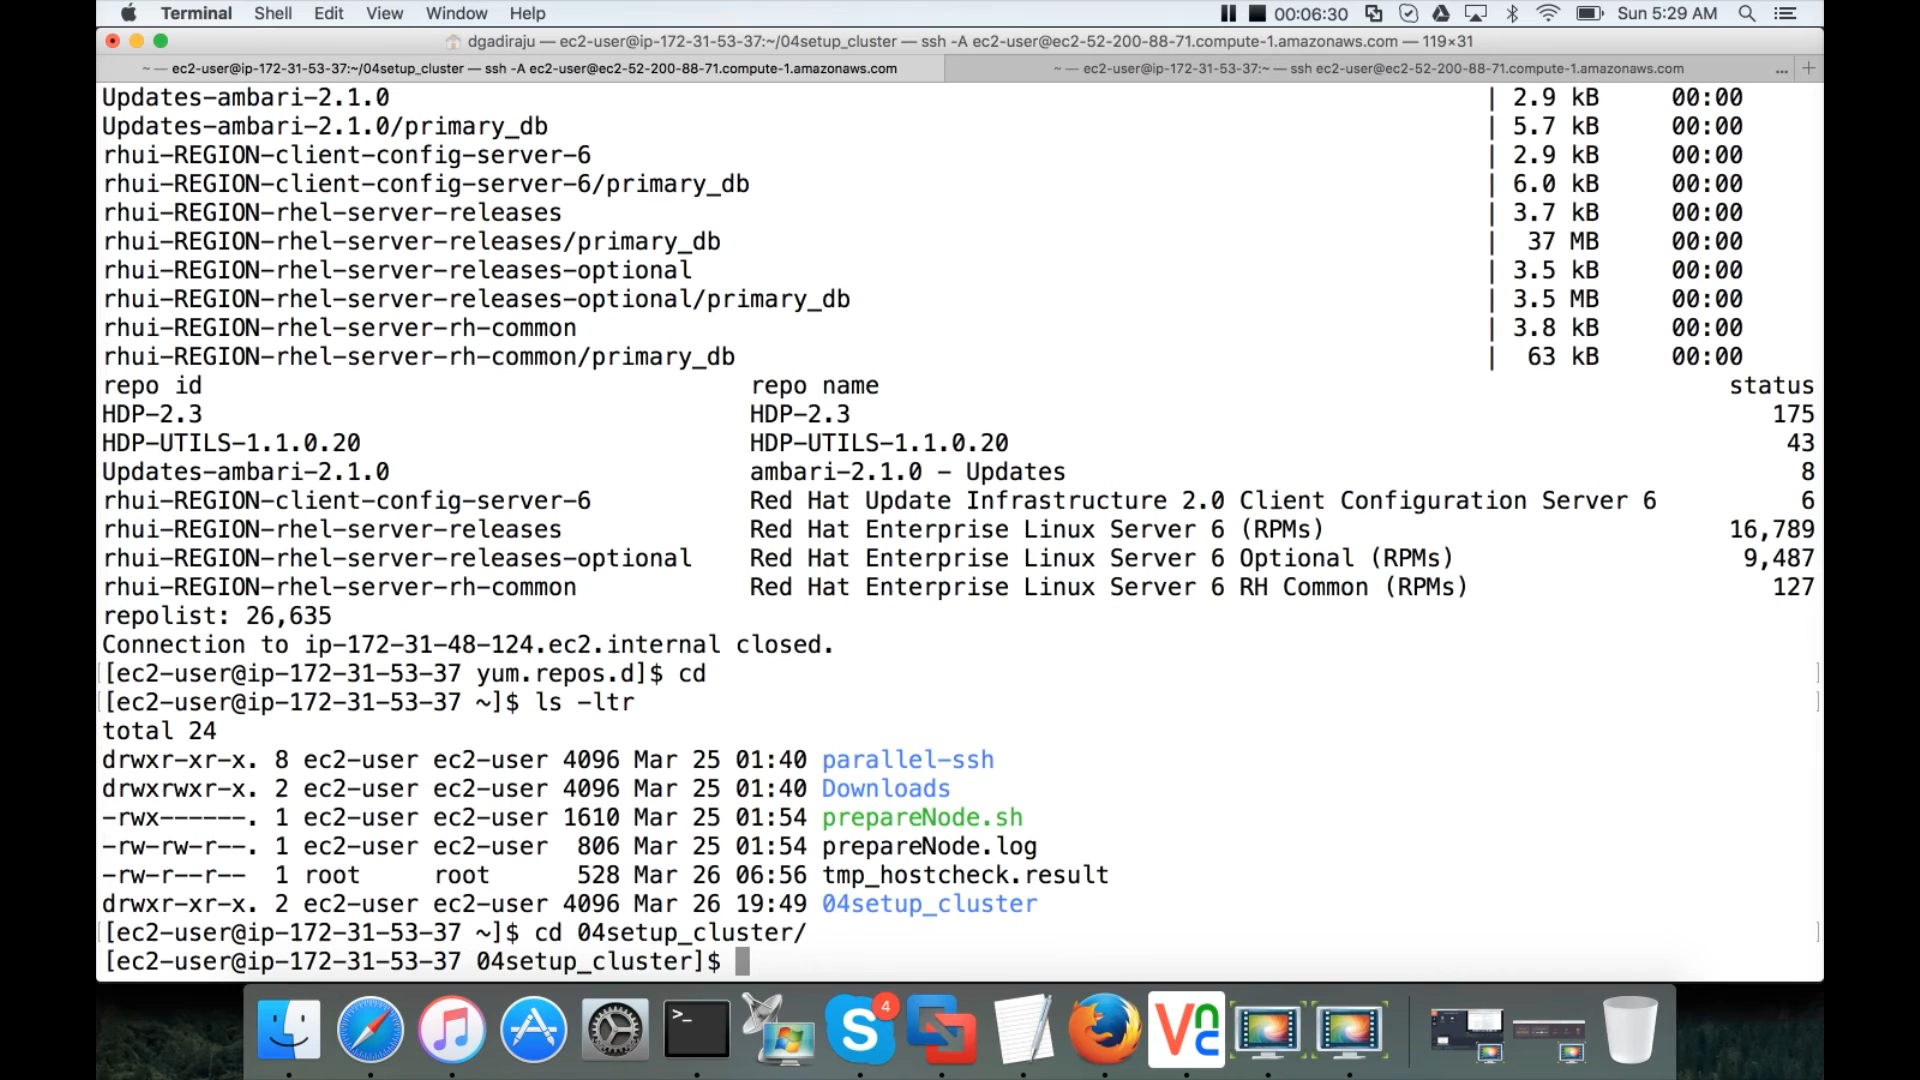 Terminal Shell Edit View Window Help 00:06:30 Sun 5:29 AM
dgadiraju — ec2-user@ip-172-31-53-37:~/04setup_cluster — ssh -A ec2-user@ec2-52-200-88-71.compute-1.amazonaws.com — 119×31
~ — ec2-user@ip-172-31-53-37:~/04setup_cluster — ssh -A ec2-user@ec2-52-200-88-71.compute-1.amazonaws.com ~ — ec2-user@ip-172-31-53-37:~ — ssh ec2-user@ec2-52-200-88-71.compute-1.amazonaws.com ... +
Updates-ambari-2.1.0 | 2.9 kB 00:00
Updates-ambari-2.1.0/primary_db | 5.7 kB 00:00
rhui-REGION-client-config-server-6 | 2.9 kB 00:00
rhui-REGION-client-config-server-6/primary_db | 6.0 kB 00:00
rhui-REGION-rhel-server-releases | 3.7 kB 00:00
rhui-REGION-rhel-server-releases/primary_db | 37 MB 00:00
rhui-REGION-rhel-server-releases-optional | 3.5 kB 00:00
rhui-REGION-rhel-server-releases-optional/primary_db | 3.5 MB 00:00
rhui-REGION-rhel-server-rh-common | 3.8 kB 00:00
rhui-REGION-rhel-server-rh-common/primary_db | 63 kB 00:00
repo id repo name status
HDP-2.3 HDP-2.3 175
HDP-UTILS-1.1.0.20 HDP-UTILS-1.1.0.20 43
Updates-ambari-2.1.0 ambari-2.1.0 - Updates 8
rhui-REGION-client-config-server-6 Red Hat Update Infrastructure 2.0 Client Configuration Server 6 6
rhui-REGION-rhel-server-releases Red Hat Enterprise Linux Server 6 (RPMs) 16,789
rhui-REGION-rhel-server-releases-optional Red Hat Enterprise Linux Server 6 Optional (RPMs) 9,487
rhui-REGION-rhel-server-rh-common Red Hat Enterprise Linux Server 6 RH Common (RPMs) 127
repolist: 26,635
Connection to ip-172-31-48-124.ec2.internal closed.
[ec2-user@ip-172-31-53-37 yum.repos.d]$ cd
[ec2-user@ip-172-31-53-37 ~]$ ls -ltr
total 24
drwxr-xr-x. 8 ec2-user ec2-user 4096 Mar 25 01:40 parallel-ssh
drwxrwxr-x. 2 ec2-user ec2-user 4096 Mar 25 01:40 Downloads
-rwx------. 1 ec2-user ec2-user 1610 Mar 25 01:54 prepareNode.sh
-rw-rw-r--. 1 ec2-user ec2-user 806 Mar 25 01:54 prepareNode.log
-rw-r--r-- 1 root root 528 Mar 26 06:56 tmp_hostcheck.result
drwxr-xr-x. 2 ec2-user ec2-user 4096 Mar 26 19:49 04setup_cluster
[ec2-user@ip-172-31-53-37 ~]$ cd 04setup_cluster/
[ec2-user@ip-172-31-53-37 04setup_cluster]$
>_ S 4 Vnc